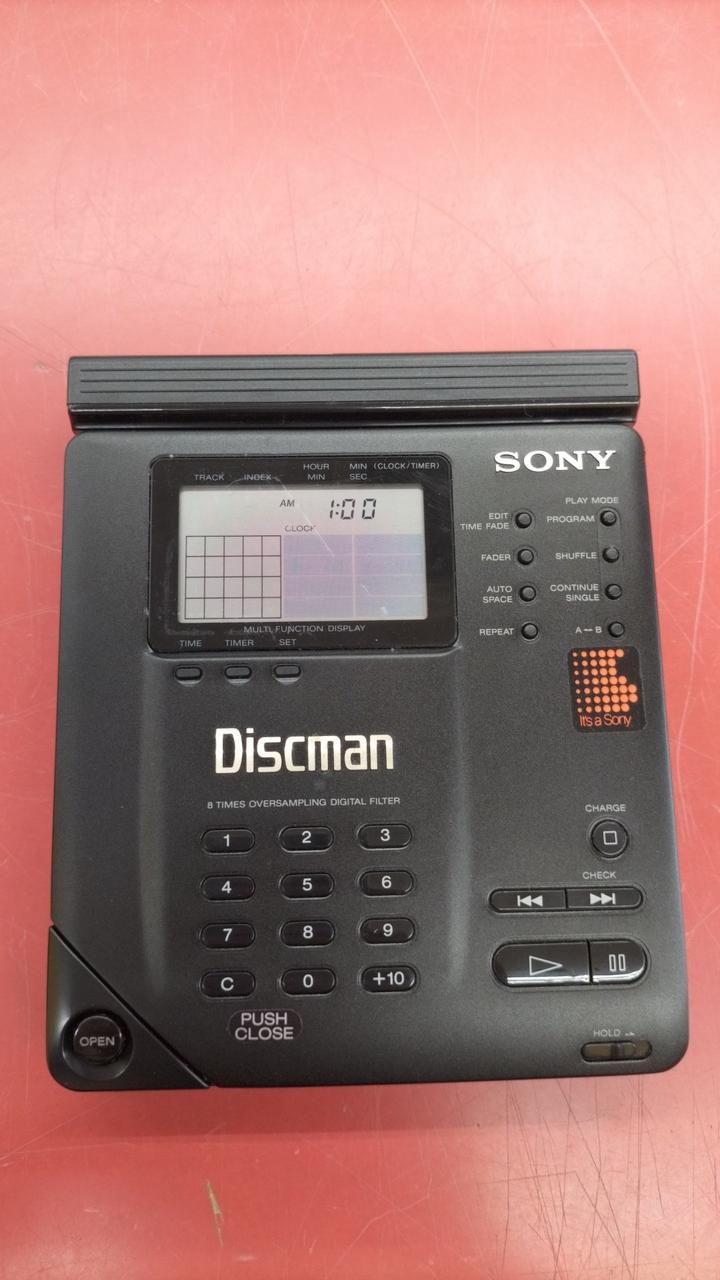 HOUR MIN (CLOCK/TIMER)
TRACK INDEX MIN SEC
SONY
AM 1:00
CLOCK
PLAY MODE
EDIT
TIME FADE
PROGRAM
FADER
SHUFFLE
AUTO
SPACE
CONTINUE
SINGLE
REPEAT
A↔B
MULTI FUNCTION DISPLAY
TIME TIMER SET
It's a Sony
Discman
8 TIMES OVERSAMPLING DIGITAL FILTER
CHARGE
1 2 3
CHECK
4 5 6
7 8 9
C 0 +10
PUSH
CLOSE
OPEN
HOLD